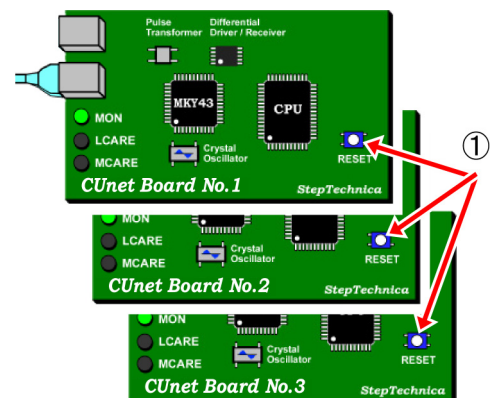 Pulse Transformer
Differential Driver / Receiver
MKY43
CPU
MON
LCARE
MCARE
Crystal Oscillator
RESET
CUnet Board No.1
StepTechnica
①
MON
LCARE
MCARE
Crystal Oscillator
RESET
CUnet Board No.2
StepTechnica
MON
LCARE
MCARE
Crystal Oscillator
RESET
CUnet Board No.3
StepTechnica